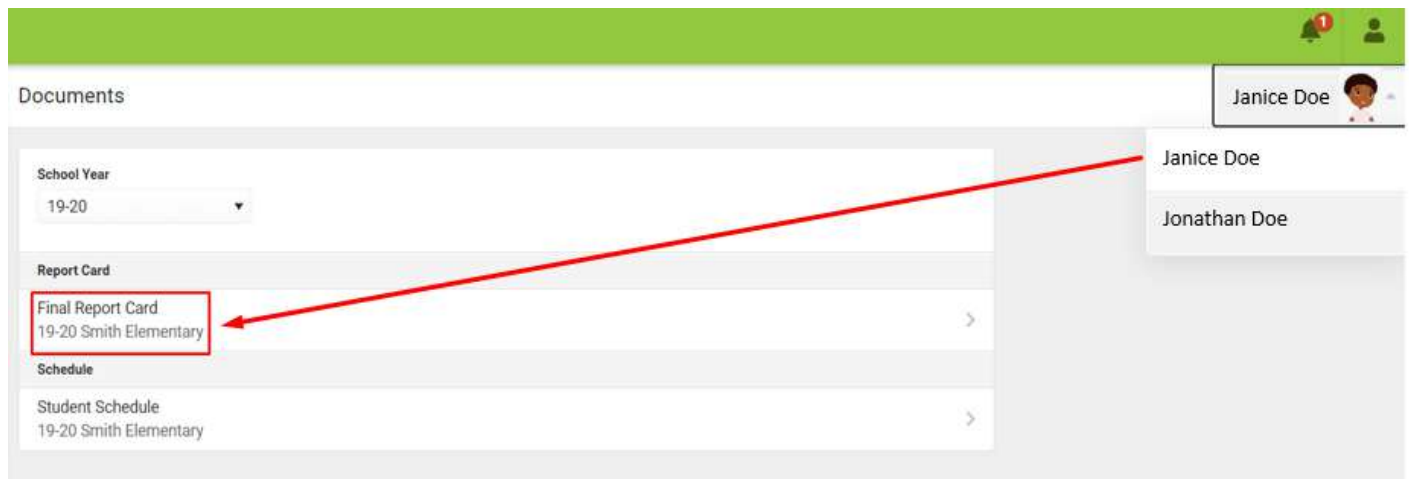 1
Documents
Janice Doe
Janice Doe
Jonathan Doe
School Year
19-20
Report Card
Final Report Card
19-20 Smith Elementary
Schedule
Student Schedule
19-20 Smith Elementary